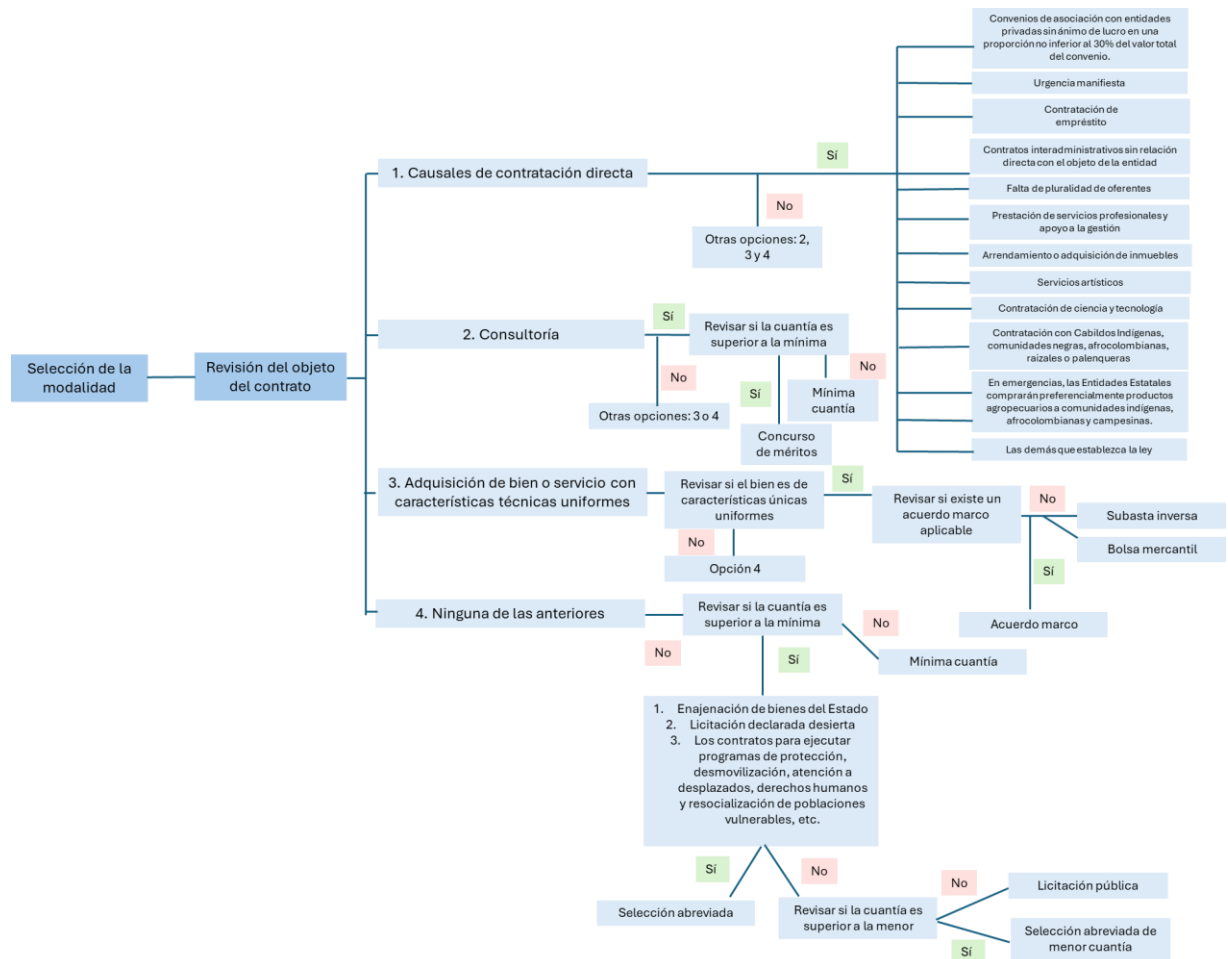 Selección de la
modalidad
Revisión del objeto
del contrato
1. Causales de contratación directa
Sí
No
Otras opciones: 2,
3 y 4
Convenios de asociación con entidades
privadas sin ánimo de lucro en una
proporción no inferior al 30% del valor total
del convenio.
Urgencia manifiesta
Contratación de
empréstito
Contratos interadministrativos sin relación
directa con el objeto de la entidad
Falta de pluralidad de oferentes
Prestación de servicios profesionales y
apoyo a la gestión
Arrendamiento o adquisición de inmuebles
Servicios artísticos
Contratación de ciencia y tecnología
Contratación con Cabildos Indígenas,
comunidades negras, afrocolombianas,
raizales o palenqueras
En emergencias, las Entidades Estatales
comprarán preferencialmente productos
agropecuarios a comunidades indígenas,
afrocolombianas y campesinas.
Las demás que establezca la ley
2. Consultoría
Sí
No
Otras opciones: 3 o 4
Revisar si la cuantía es
superior a la mínima
No
Mínima
cuantía
Sí
Concurso
de méritos
3. Adquisición de bien o servicio con
características técnicas uniformes
Revisar si el bien es de
características únicas
uniformes
No
Opción 4
Sí
Revisar si existe un
acuerdo marco
aplicable
No
Subasta inversa
Bolsa mercantil
Sí
Acuerdo marco
4. Ninguna de las anteriores
No
Revisar si la cuantía es
superior a la mínima
No
Mínima cuantía
Sí
1. Enajenación de bienes del Estado
2. Licitación declarada desierta
3. Los contratos para ejecutar
programas de protección,
desmovilización, atención a
desplazados, derechos humanos
y resocialización de poblaciones
vulnerables, etc.
Sí
Selección abreviada
No
Revisar si la cuantía es
superior a la menor
No
Licitación pública
Sí
Selección abreviada de
menor cuantía